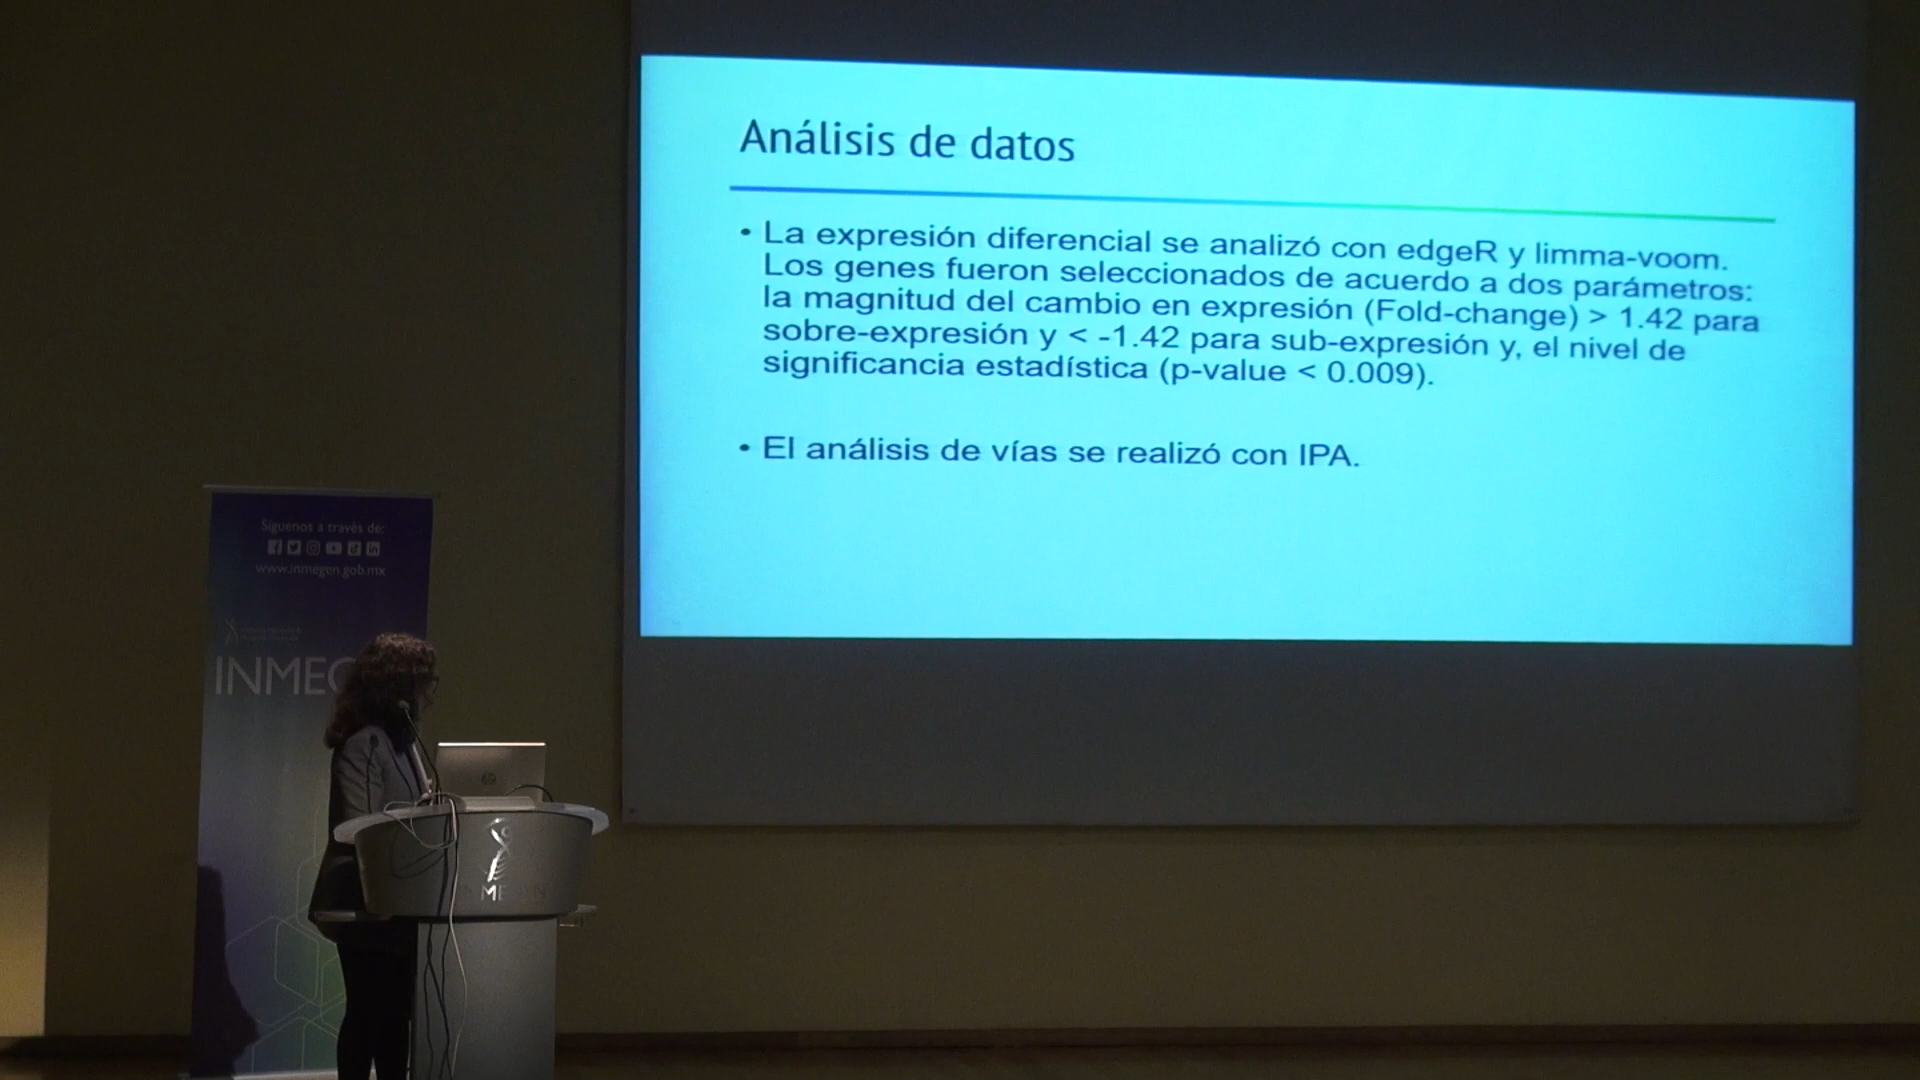 Análisis de datos
• La expresión diferencial se analizó con edgeR y limma-voom.
Los genes fueron seleccionados de acuerdo a dos parámetros:
la magnitud del cambio en expresión (Fold-change) > 1.42 para
sobre-expresión y < -1.42 para sub-expresión y, el nivel de
significancia estadística (p-value < 0.009).
• El análisis de vías se realizó con IPA.
Síguenos a través de:
www.inmegen.gob.mx
INMEG
hp
INMEGEN